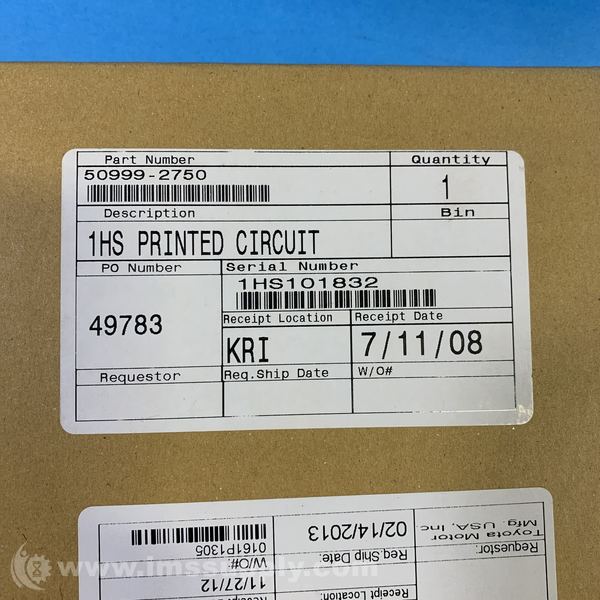 Part Number
Quantity
50999-2750
1
Description
Bin
1HS PRINTED CIRCUIT
PO Number
Serial Number
1HS101832
49783
Receipt Location
Receipt Date
KRI
7/11/08
Requestor
Req.Ship Date
W/O#
Requestor:
Toyota Motor
Mfg. USA, Inc
Req.Ship Date:
02/14/2013
Receipt Location:
W/O#:
0161P1305
11/27/12
www.imssupply.com